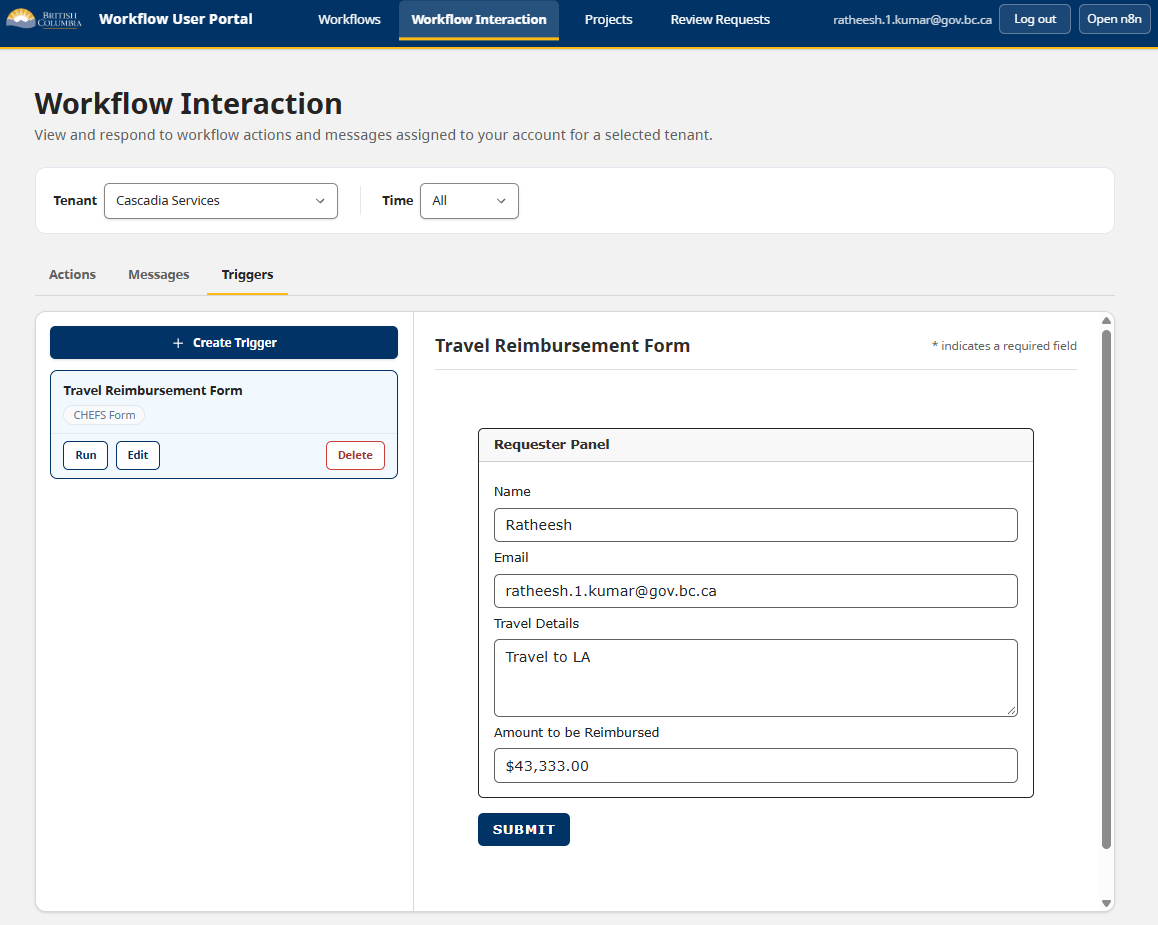 BRITISH
COLUMBIA
Workflow User Portal
Workflows
Workflow Interaction
Projects
Review Requests
ratheesh.1.kumar@gov.bc.ca
Log out
Open n8n
Workflow Interaction
View and respond to workflow actions and messages assigned to your account for a selected tenant.
Tenant
Cascadia Services
Time
All
Actions
Messages
Triggers
+ Create Trigger
Travel Reimbursement Form
CHEFS Form
Run
Edit
Delete
Travel Reimbursement Form
* indicates a required field
Requester Panel
Name
Ratheesh
Email
ratheesh.1.kumar@gov.bc.ca
Travel Details
Travel to LA
Amount to be Reimbursed
$43,333.00
SUBMIT